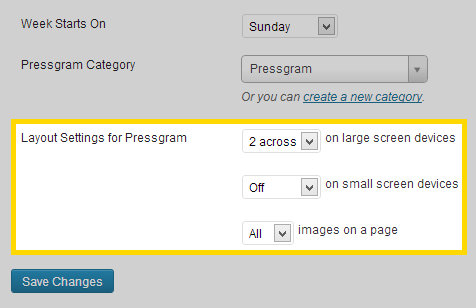 Week Starts On Sunday
Pressgram Category Pressgram
Or you can create a new category.
Layout Settings for Pressgram 2 across on large screen devices
Off on small screen devices
All images on a page
Save Changes